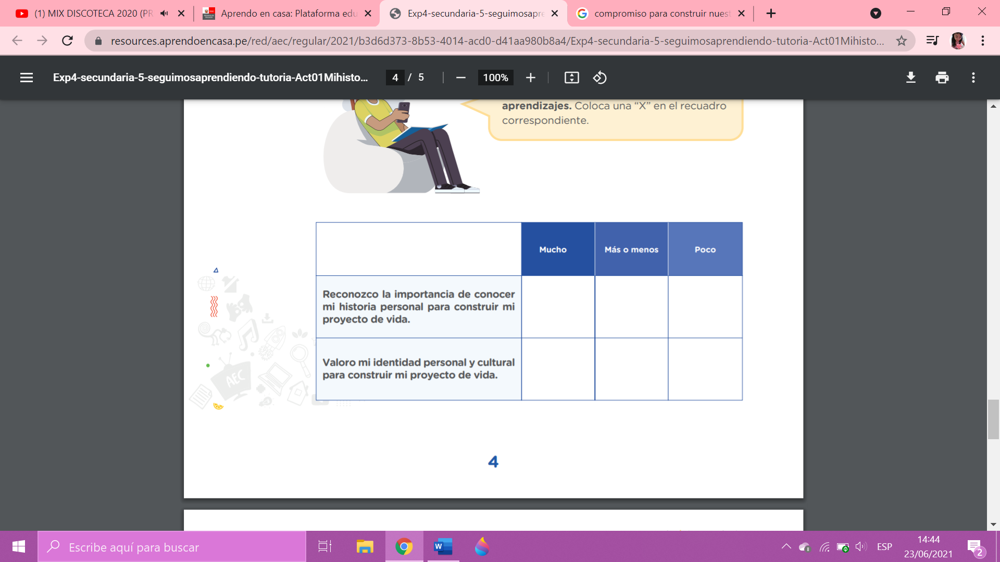 (1) MIX DISCOTECA 2020 (PR
Aprendo en casa: Plataforma edu
Exp4-secundaria-5-seguimosapre
compromiso para construir nuest
resources.aprendoencasa.pe/red/aec/regular/2021/b3d6d373-8b53-4014-acd0-d41aa980b8a4/Exp4-secundaria-5-seguimosaprendiendo-tutoria-Act01Mihisto...
Exp4-secundaria-5-seguimosaprendiendo-tutoria-Act01Mihisto...
4 / 5
100%
aprendizajes. Coloca una “X” en el recuadro
correspondiente.
Mucho
Más o menos
Poco
Reconozco la importancia de conocer
mi historia personal para construir mi
proyecto de vida.
Valoro mi identidad personal y cultural
para construir mi proyecto de vida.
AEC
4
Escribe aquí para buscar
W
ESP
14:44
23/06/2021
2